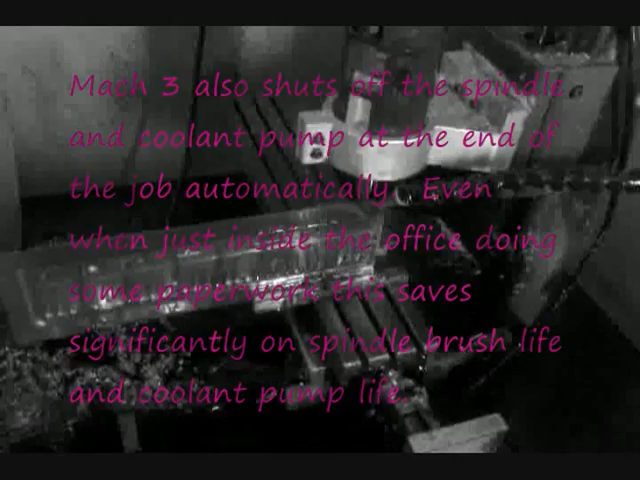 Mach 3 also shuts off the spindle
and coolant pump at the end of
the job automatically. Even
when just inside the office doing
some paperwork this saves
significantly on spindle brush life
and coolant pump life.